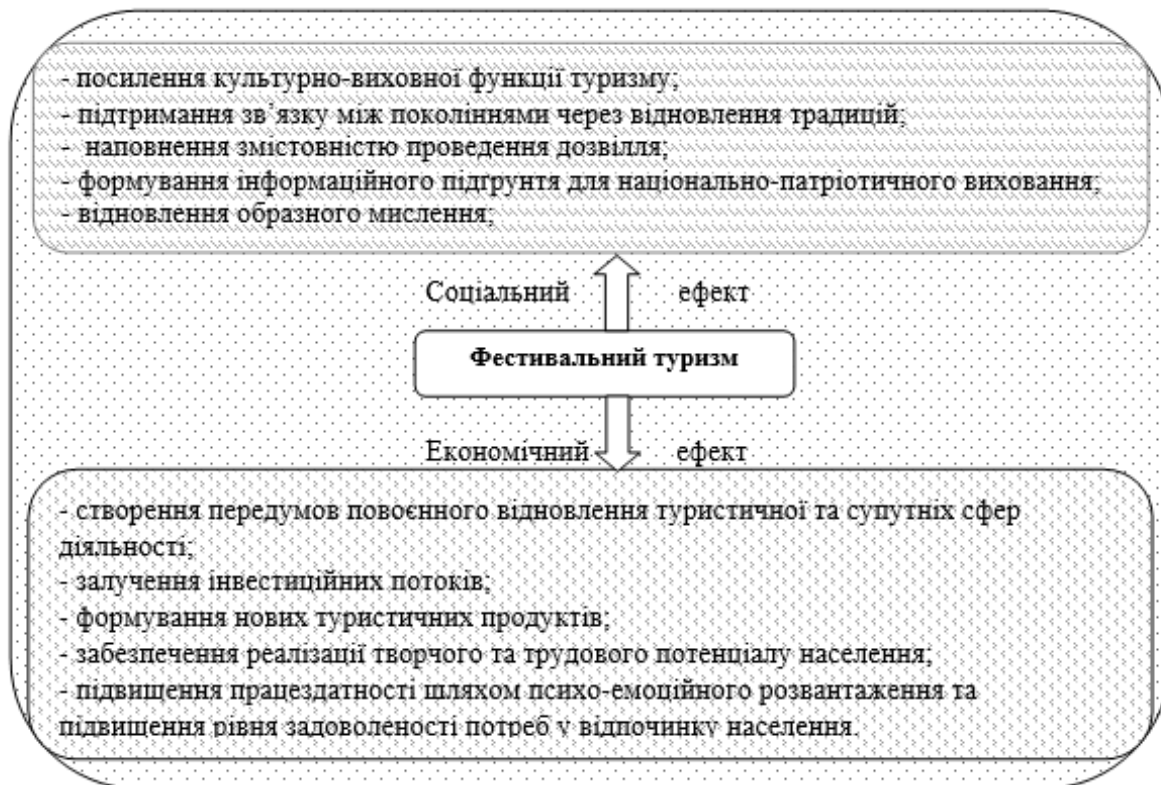 - посилення культурно-виховної функції туризму;
- підтримання зв’язку між поколіннями через відновлення традицій;
- наповнення змістовністю проведення дозвілля;
- формування інформаційного підґрунтя для національно-патріотичного виховання;
- відновлення образного мислення;
Соціальний ефект
Фестивальний туризм
Економічний ефект
- створення передумов повоєнного відновлення туристичної та супутніх сфер
діяльності;
- залучення інвестиційних потоків;
- формування нових туристичних продуктів;
- забезпечення реалізації творчого та трудового потенціалу населення;
- підвищення працездатності шляхом психо-емоційного розвантаження та
підвищення рівня задоволеності потреб у відпочинку населення.